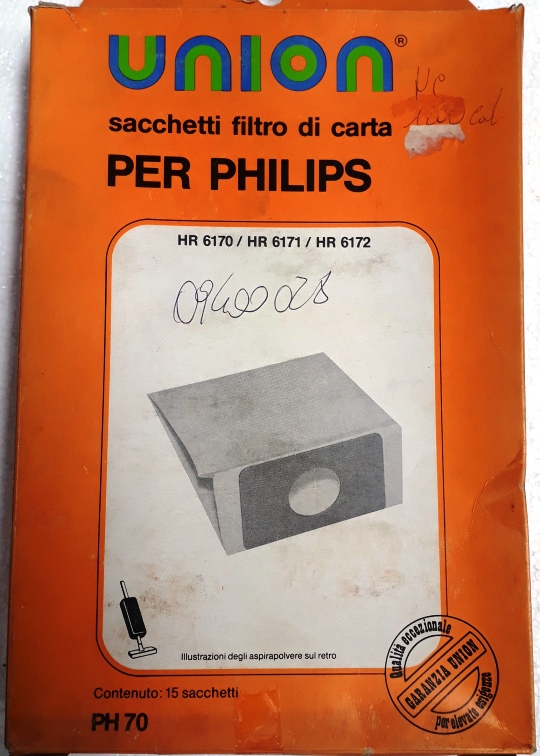 UNION®
sacchetti filtro di carta
PER PHILIPS
HR 6170 / HR 6171 / HR 6172
Illustrazioni degli aspirapolvere sul retro
Contenuto: 15 sacchetti
PH 70
Qualità eccezionale
GARANZIA UNION
per elevate esigenze